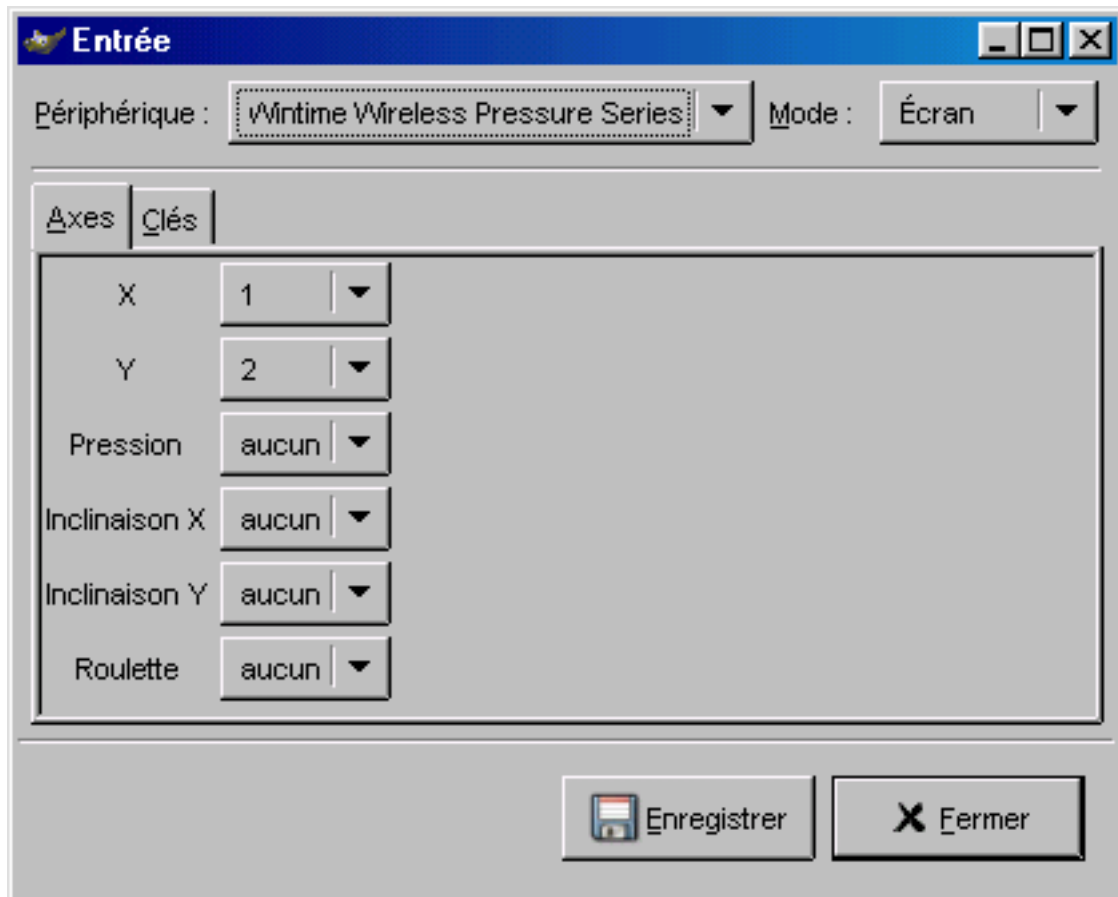 Entrée
Périphérique : Wintime Wireless Pressure Series Mode : Écran
Axes Clés
X 1
Y 2
Pression aucun
Inclinaison X aucun
Inclinaison Y aucun
Roulette aucun
Enregistrer Fermer